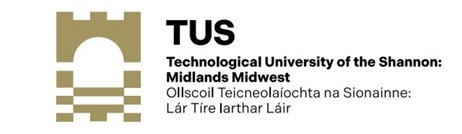 TUS
Technological University of the Shannon:
Midlands Midwest
Ollscoil Teicneolaíochta na Sionainne:
Lár Tíre Iarthar Láir